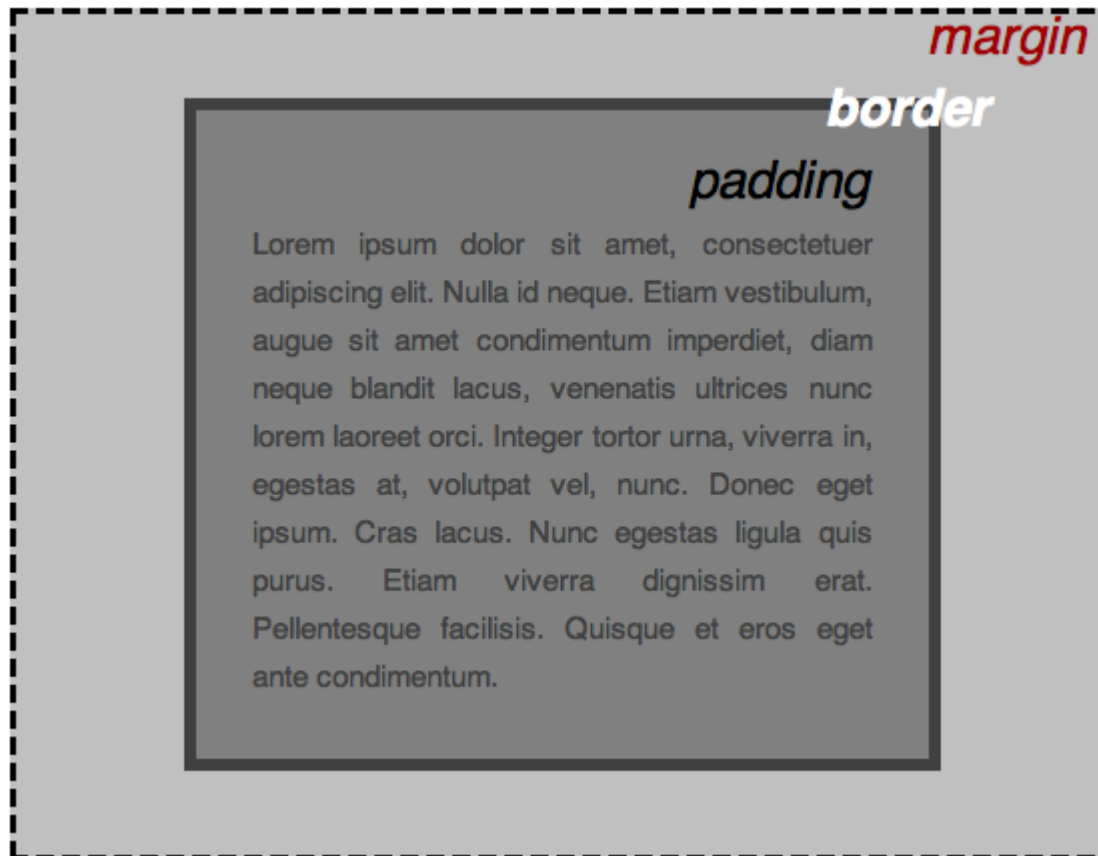 margin
border
padding
Lorem ipsum dolor sit amet, consectetuer
adipiscing elit. Nulla id neque. Etiam vestibulum,
augue sit amet condimentum imperdiet, diam
neque blandit lacus, venenatis ultrices nunc
lorem laoreet orci. Integer tortor urna, viverra in,
egestas at, volutpat vel, nunc. Donec eget
ipsum. Cras lacus. Nunc egestas ligula quis
purus. Etiam viverra dignissim erat.
Pellentesque facilisis. Quisque et eros eget
ante condimentum.